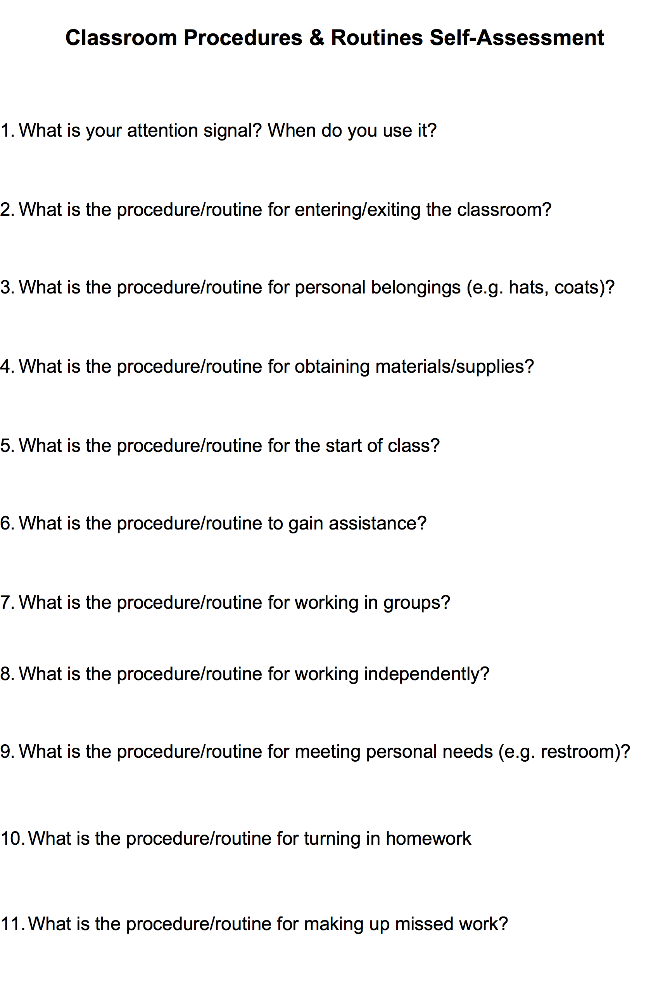 Classroom Procedures & Routines Self-Assessment
1. What is your attention signal? When do you use it?
2. What is the procedure/routine for entering/exiting the classroom?
3. What is the procedure/routine for personal belongings (e.g. hats, coats)?
4. What is the procedure/routine for obtaining materials/supplies?
5. What is the procedure/routine for the start of class?
6. What is the procedure/routine to gain assistance?
7. What is the procedure/routine for working in groups?
8. What is the procedure/routine for working independently?
9. What is the procedure/routine for meeting personal needs (e.g. restroom)?
10. What is the procedure/routine for turning in homework
11. What is the procedure/routine for making up missed work?